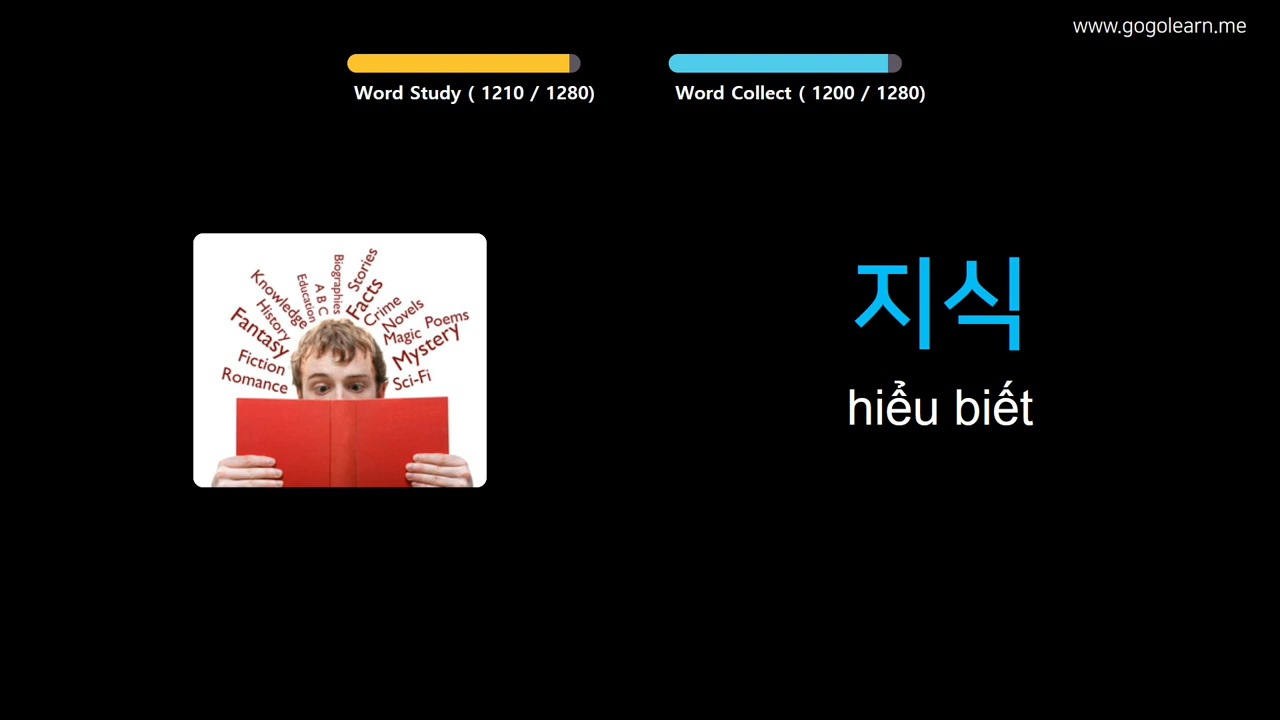 www.gogolearn.me
Word Study ( 1210 / 1280)
Word Collect ( 1200 / 1280)
Knowledge
History
Fantasy
Fiction
Romance
Education
A B C
Biographies
Stories
Facts
Crime
Novels
Magic
Poems
Mystery
Sci-Fi
지식
hiểu biết